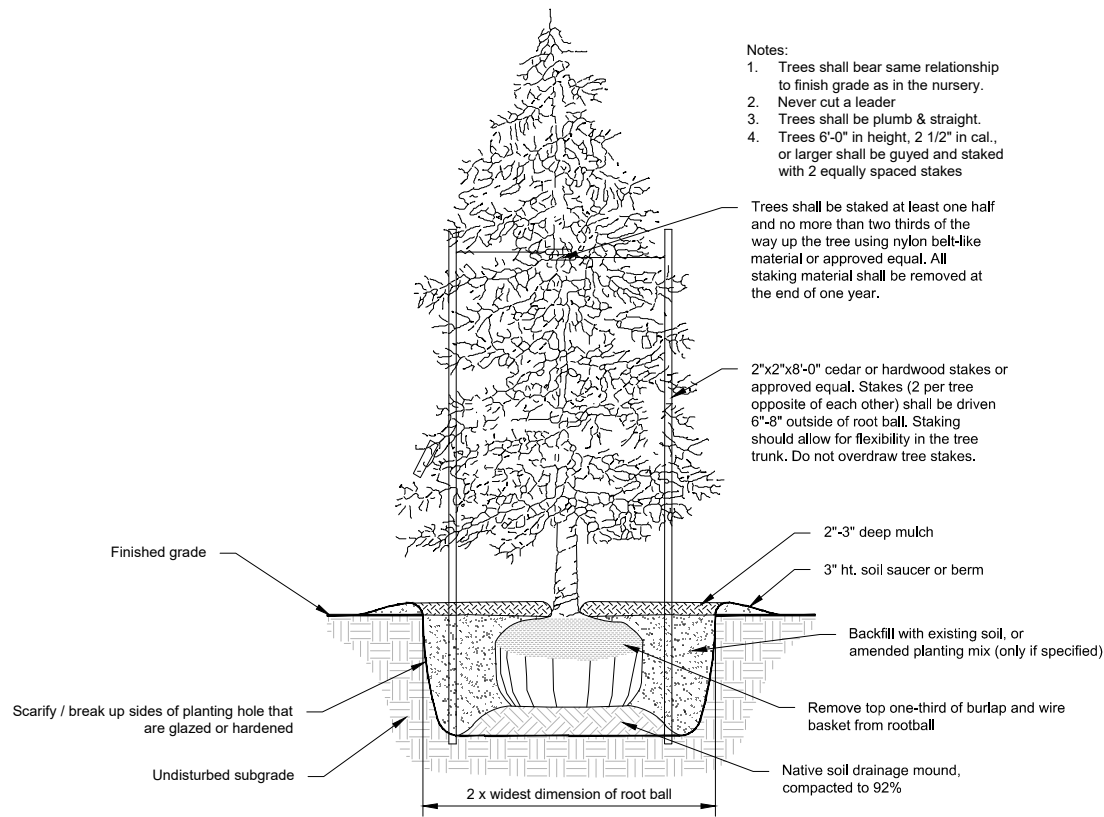 Notes:
1. Trees shall bear same relationship
to finish grade as in the nursery.
2. Never cut a leader
3. Trees shall be plumb & straight.
4. Trees 6'-0" in height, 2 1/2" in cal.,
or larger shall be guyed and staked
with 2 equally spaced stakes
Trees shall be staked at least one half
and no more than two thirds of the
way up the tree using nylon belt-like
material or approved equal. All
staking material shall be removed at
the end of one year.
2"x2"x8'-0" cedar or hardwood stakes or
approved equal. Stakes (2 per tree
opposite of each other) shall be driven
6"-8" outside of root ball. Staking
should allow for flexibility in the tree
trunk. Do not overdraw tree stakes.
2"-3" deep mulch
Finished grade
3" ht. soil saucer or berm
Backfill with existing soil, or
amended planting mix (only if specified)
Scarify / break up sides of planting hole that
are glazed or hardened
Remove top one-third of burlap and wire
basket from rootball
Undisturbed subgrade
Native soil drainage mound,
compacted to 92%
2 x widest dimension of root ball